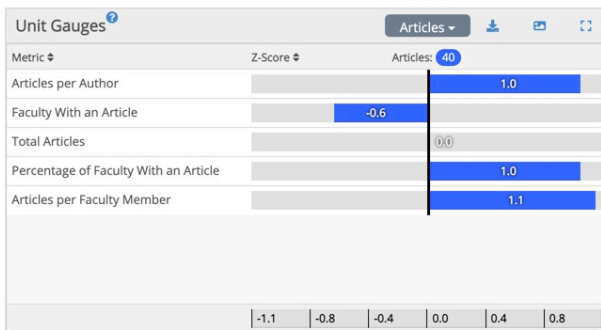 Unit Gauges ?
Articles
Metric Z-Score Articles: 40
Articles per Author 1.0
Faculty With an Article -0.6
Total Articles 0.0
Percentage of Faculty With an Article 1.0
Articles per Faculty Member 1.1
-1.1 -0.8 -0.4 0.0 0.4 0.8